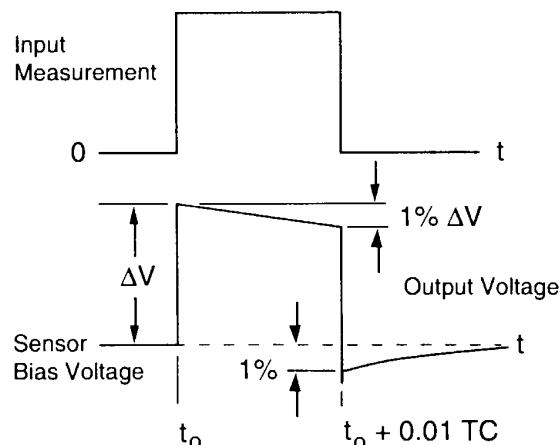 Input
Measurement
0
t
1% ΔV
ΔV
Output Voltage
Sensor
Bias Voltage
t
1%
t₀
t₀ + 0.01 TC